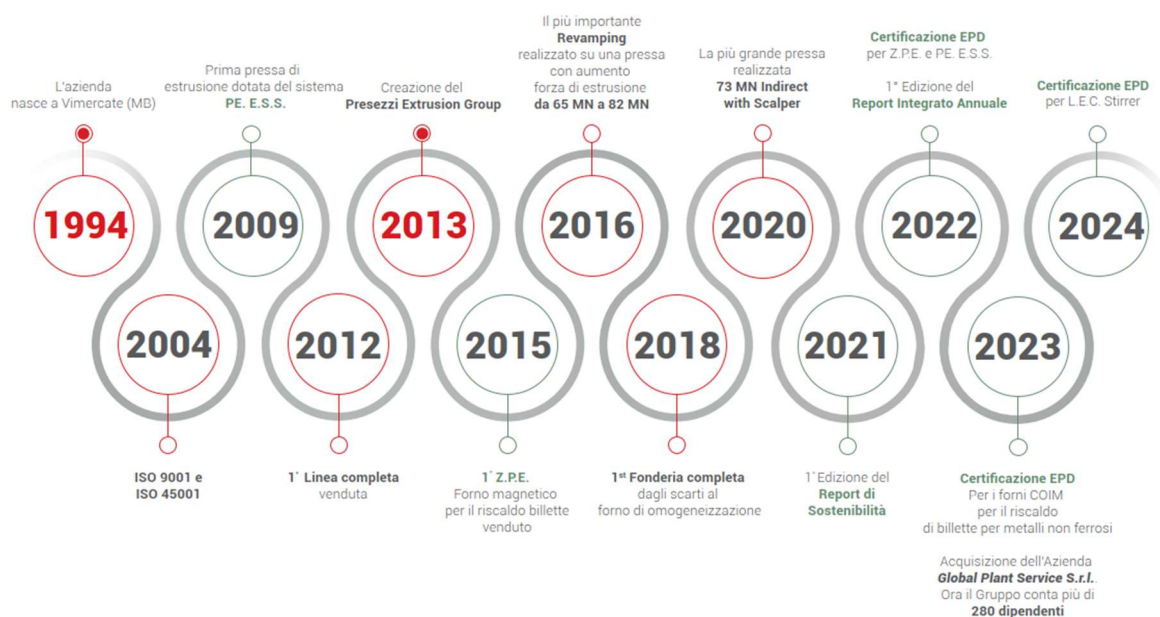 L'azienda
nasce a Vimercate (MB)
1994
2004
ISO 9001 e
ISO 45001
Prima pressa di
estrusione dotata del sistema
PE. E.S.S.
2009
2012
1° Linea completa
venduta
Creazione del
Presezzi Extrusion Group
2013
2015
1° Z.P.E.
Forno magnetico
per il riscaldo billette
venduto
Il più importante
Revamping
realizzato su una pressa
con aumento
forza di estrusione
da 65 MN a 82 MN
2016
2018
1st Fonderia completa
dagli scarti al
forno di omogeneizzazione
La più grande pressa
realizzata
73 MN Indirect
with Scalper
2020
2021
1°Edizione del
Report di
Sostenibilità
Certificazione EPD
per Z.P.E. e PE. E.S.S.
1° Edizione del
Report Integrato Annuale
2022
2023
Certificazione EPD
Per i forni COIM
per il riscaldo
di billette per metalli non ferrosi
Acquisizione dell'Azienda
Global Plant Service S.r.l.
Ora il Gruppo conta più di
280 dipendenti
Certificazione EPD
per L.E.C. Stirrer
2024